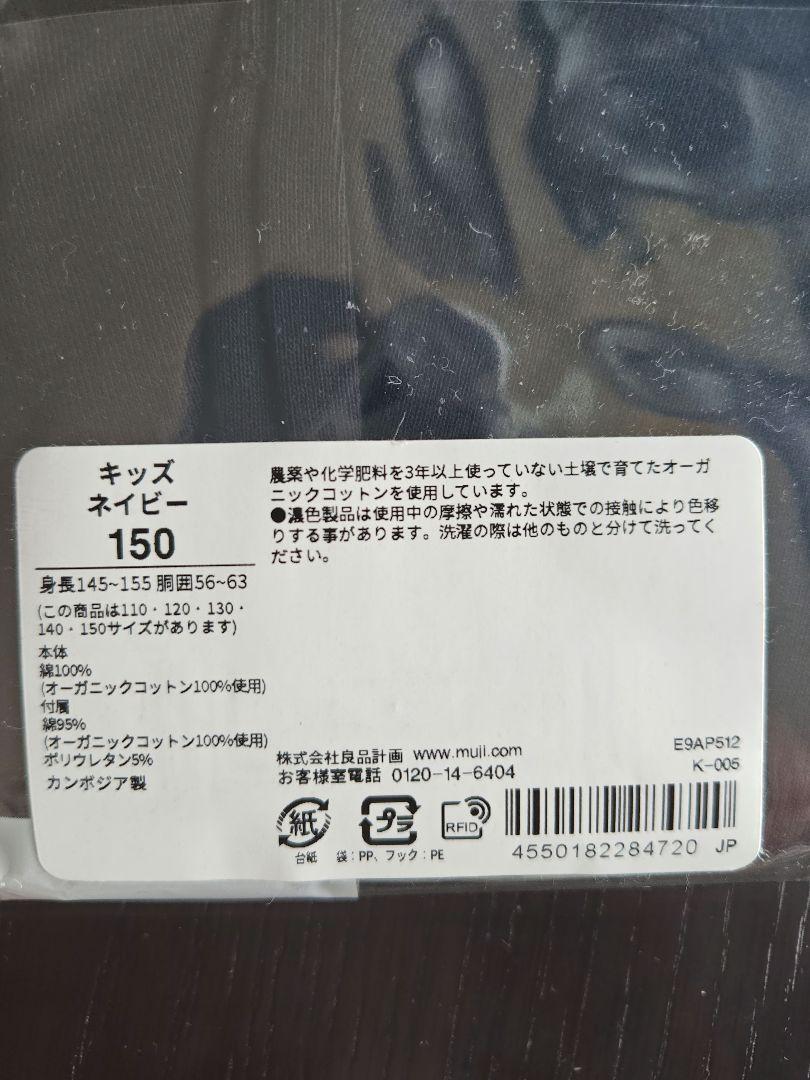 キッズ
ネイビー
150
身長145~155 胴囲56~63
(この商品は110・120・130・
140・150サイズがあります)
本体
綿100%
(オーガニックコットン100%使用)
付属
綿95%
(オーガニックコットン100%使用)
ポリウレタン5%
カンボジア製
農薬や化学肥料を3年以上使っていない土壌で育てたオーガ
ニックコットンを使用しています。
●濃色製品は使用中の摩擦や濡れた状態での接触により色移
りする事があります。洗濯の際は他のものと分けて洗ってく
ださい。
株式会社良品計画 www.muji.com
お客様室電話 0120-14-6404
E9AP512
K-005
紙
台紙
プラ
袋:PP、フック:PE
RFID
4550182284720 JP